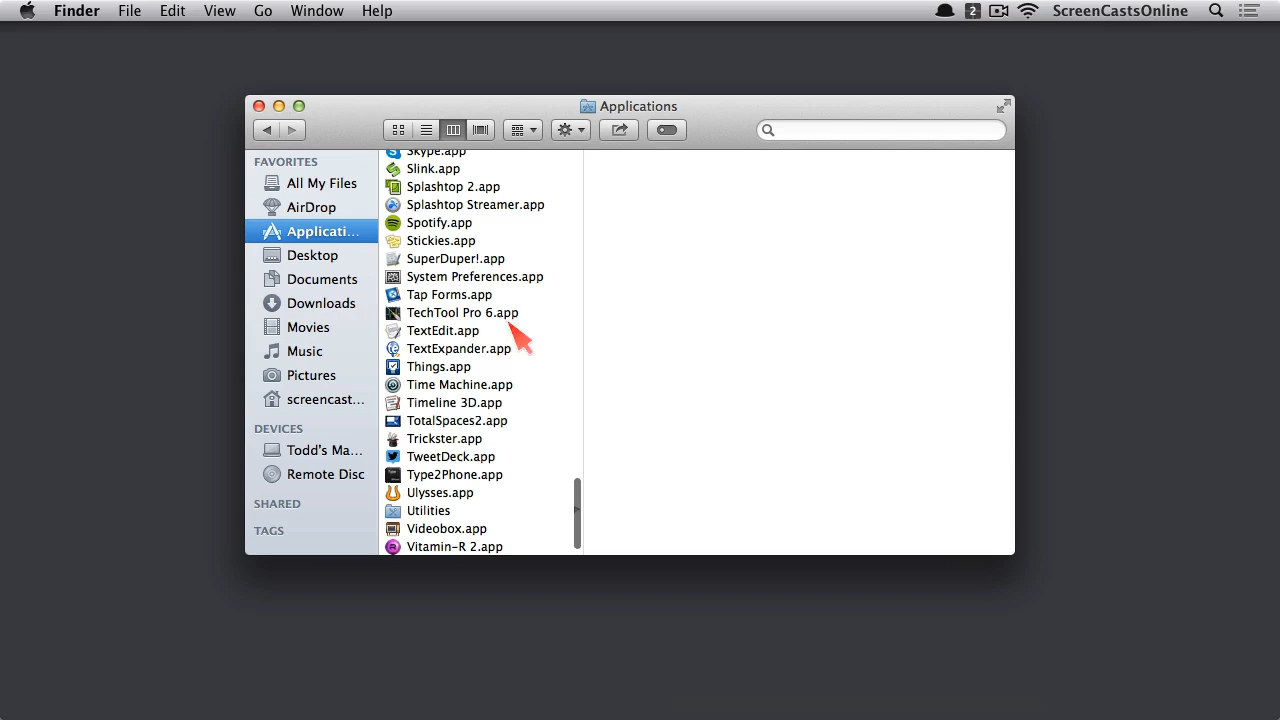 Finder File Edit View Go Window Help 2 ScreenCastsOnline
Applications
FAVORITES
All My Files
AirDrop
Applicati...
Desktop
Documents
Downloads
Movies
Music
Pictures
screencast...
DEVICES
Todd's Ma...
Remote Disc
SHARED
TAGS
Skype.app
Slink.app
Splashtop 2.app
Splashtop Streamer.app
Spotify.app
Stickies.app
SuperDuper!.app
System Preferences.app
Tap Forms.app
TechTool Pro 6.app
TextEdit.app
TextExpander.app
Things.app
Time Machine.app
Timeline 3D.app
TotalSpaces2.app
Trickster.app
TweetDeck.app
Type2Phone.app
Ulysses.app
Utilities
Videobox.app
Vitamin-R 2.app